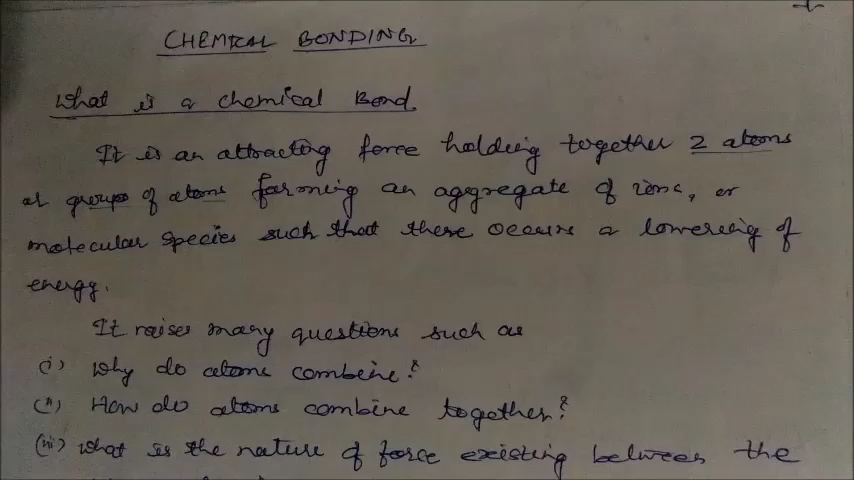 CHEMICAL BONDING
What is a chemical Bond.
It is an attracting force holding together 2 atoms
or groups of atoms forming an aggregate of ions, or
molecular species such that there occurs a lowering of
energy.
It raises many questions such as
(i) Why do atoms combine?
(ii) How do atoms combine together?
(iii) What is the nature of force existing between the